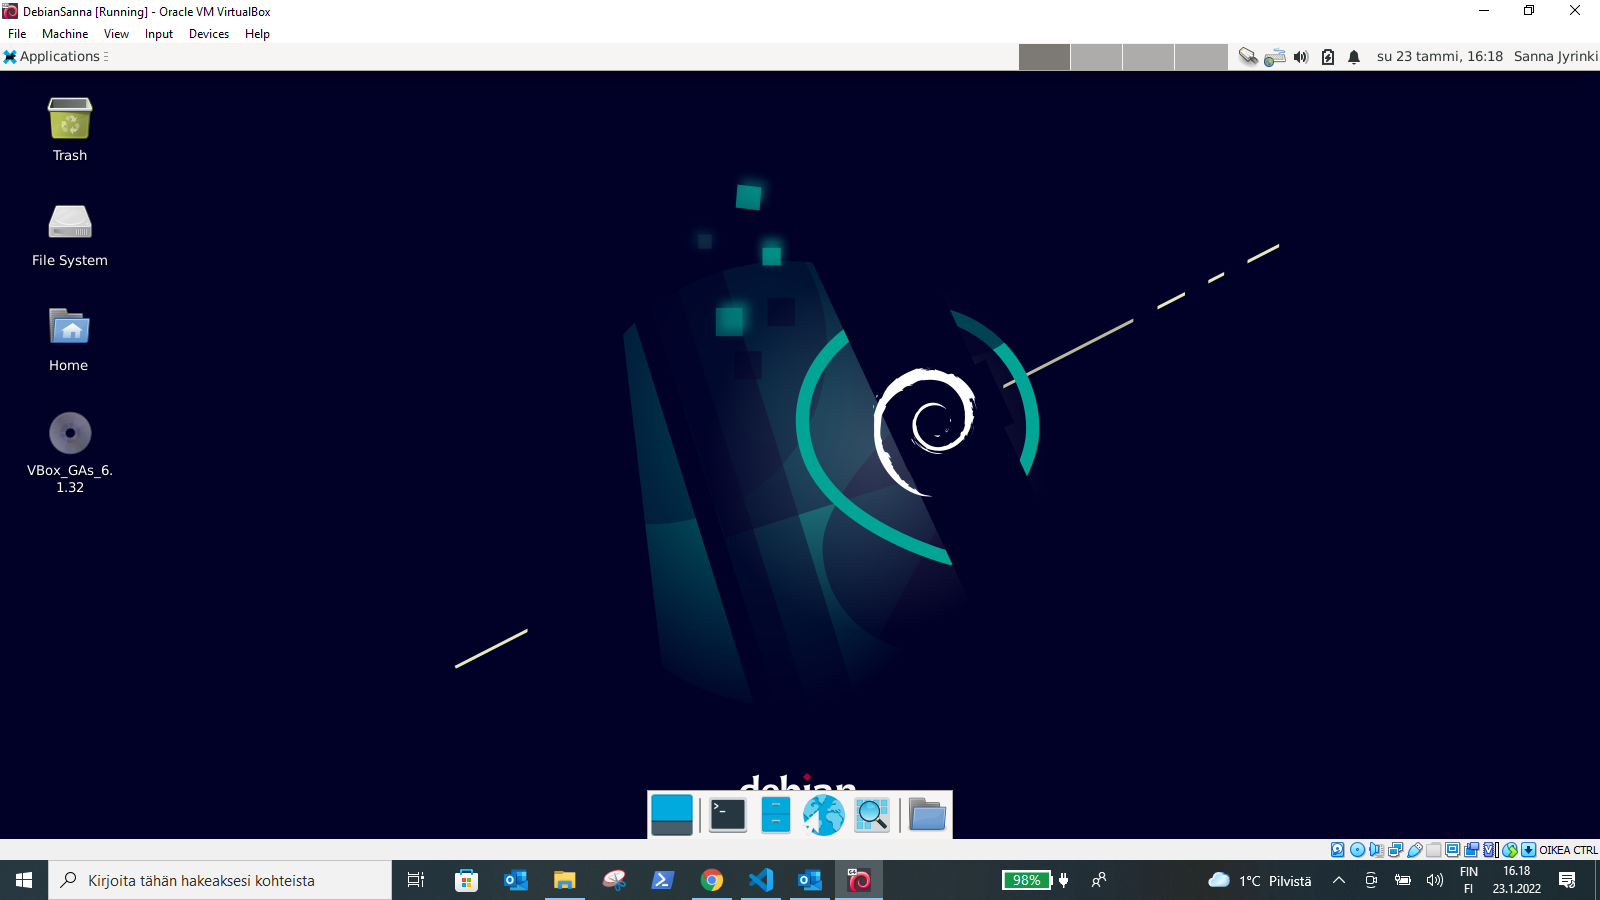 DebianSanna [Running] - Oracle VM VirtualBox
File Machine View Input Devices Help
Applications
su 23 tammi, 16:18 Sanna Jyrinki
Trash
File System
Home
VBox_GAs_6.
1.32
debian
OIKEA CTRL
Kirjoita tähän hakeaksesi kohteista
98%
1°C Pilvistä
FIN
FI
16.18
23.1.2022